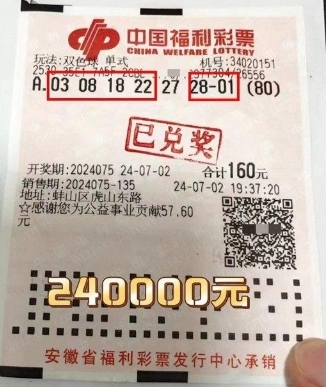 中国福利彩票
CHINA WELFARE LOTTERY
玩法:双色球 单式 机号:34020151
A.03 08 18 22 27 28-01 (80)
已兑奖
开奖期:2024075 24-07-02 合计160元
销售期:2024075-135 24-07-02 19:37:20
地址:蚌山区虎山东路
☆感谢您为公益事业贡献57.60
元
240000元
安徽省福利彩票发行中心承销